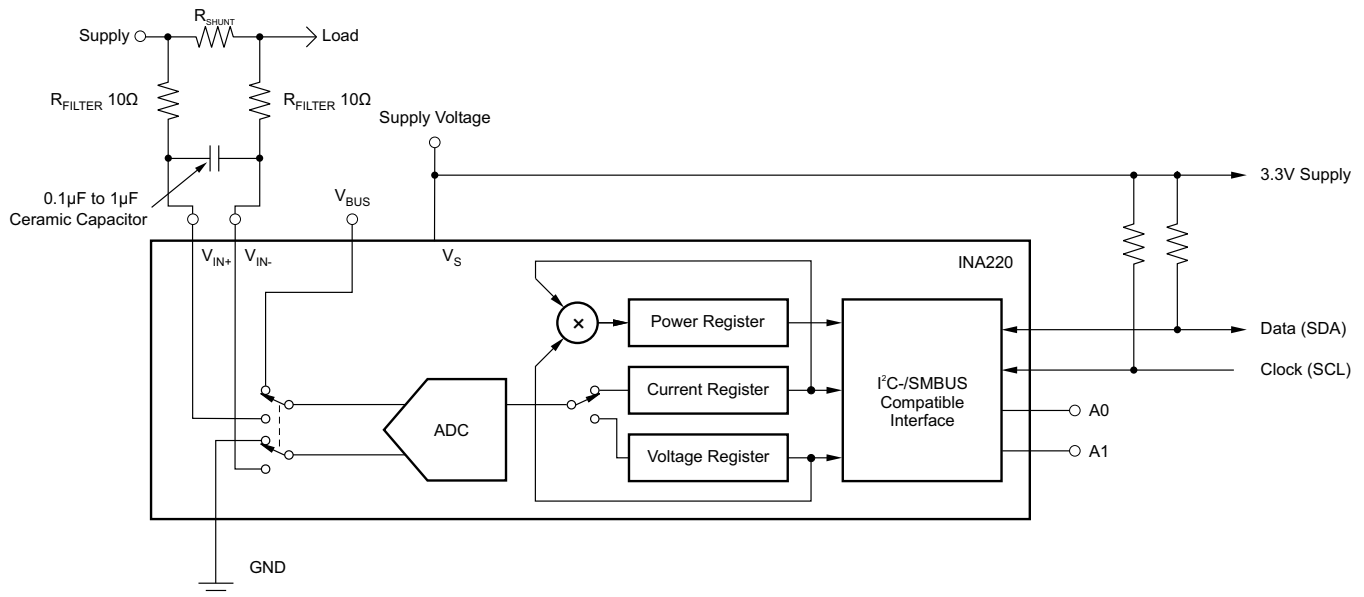 R_SHUNT
Supply
Load
R_FILTER 10Ω
R_FILTER 10Ω
Supply Voltage
3.3V Supply
0.1µF to 1µF
Ceramic Capacitor
V_BUS
V_IN+
V_IN-
V_S
INA220
×
Power Register
Data (SDA)
Current Register
Clock (SCL)
I²C-/SMBUS
Compatible
Interface
ADC
A0
Voltage Register
A1
GND